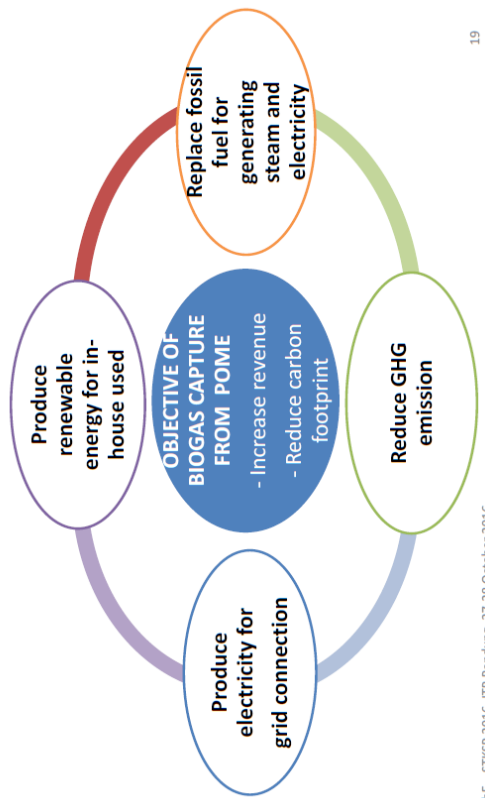 Produce
renewable
energy for in-
house used
Replace fossil
fuel for
generating
steam and
electricity
Reduce GHG
emission
Produce
electricity for
grid connection
OBJECTIVE OF
BIOGAS CAPTURE
FROM POME
- Increase revenue
- Reduce carbon
footprint
19